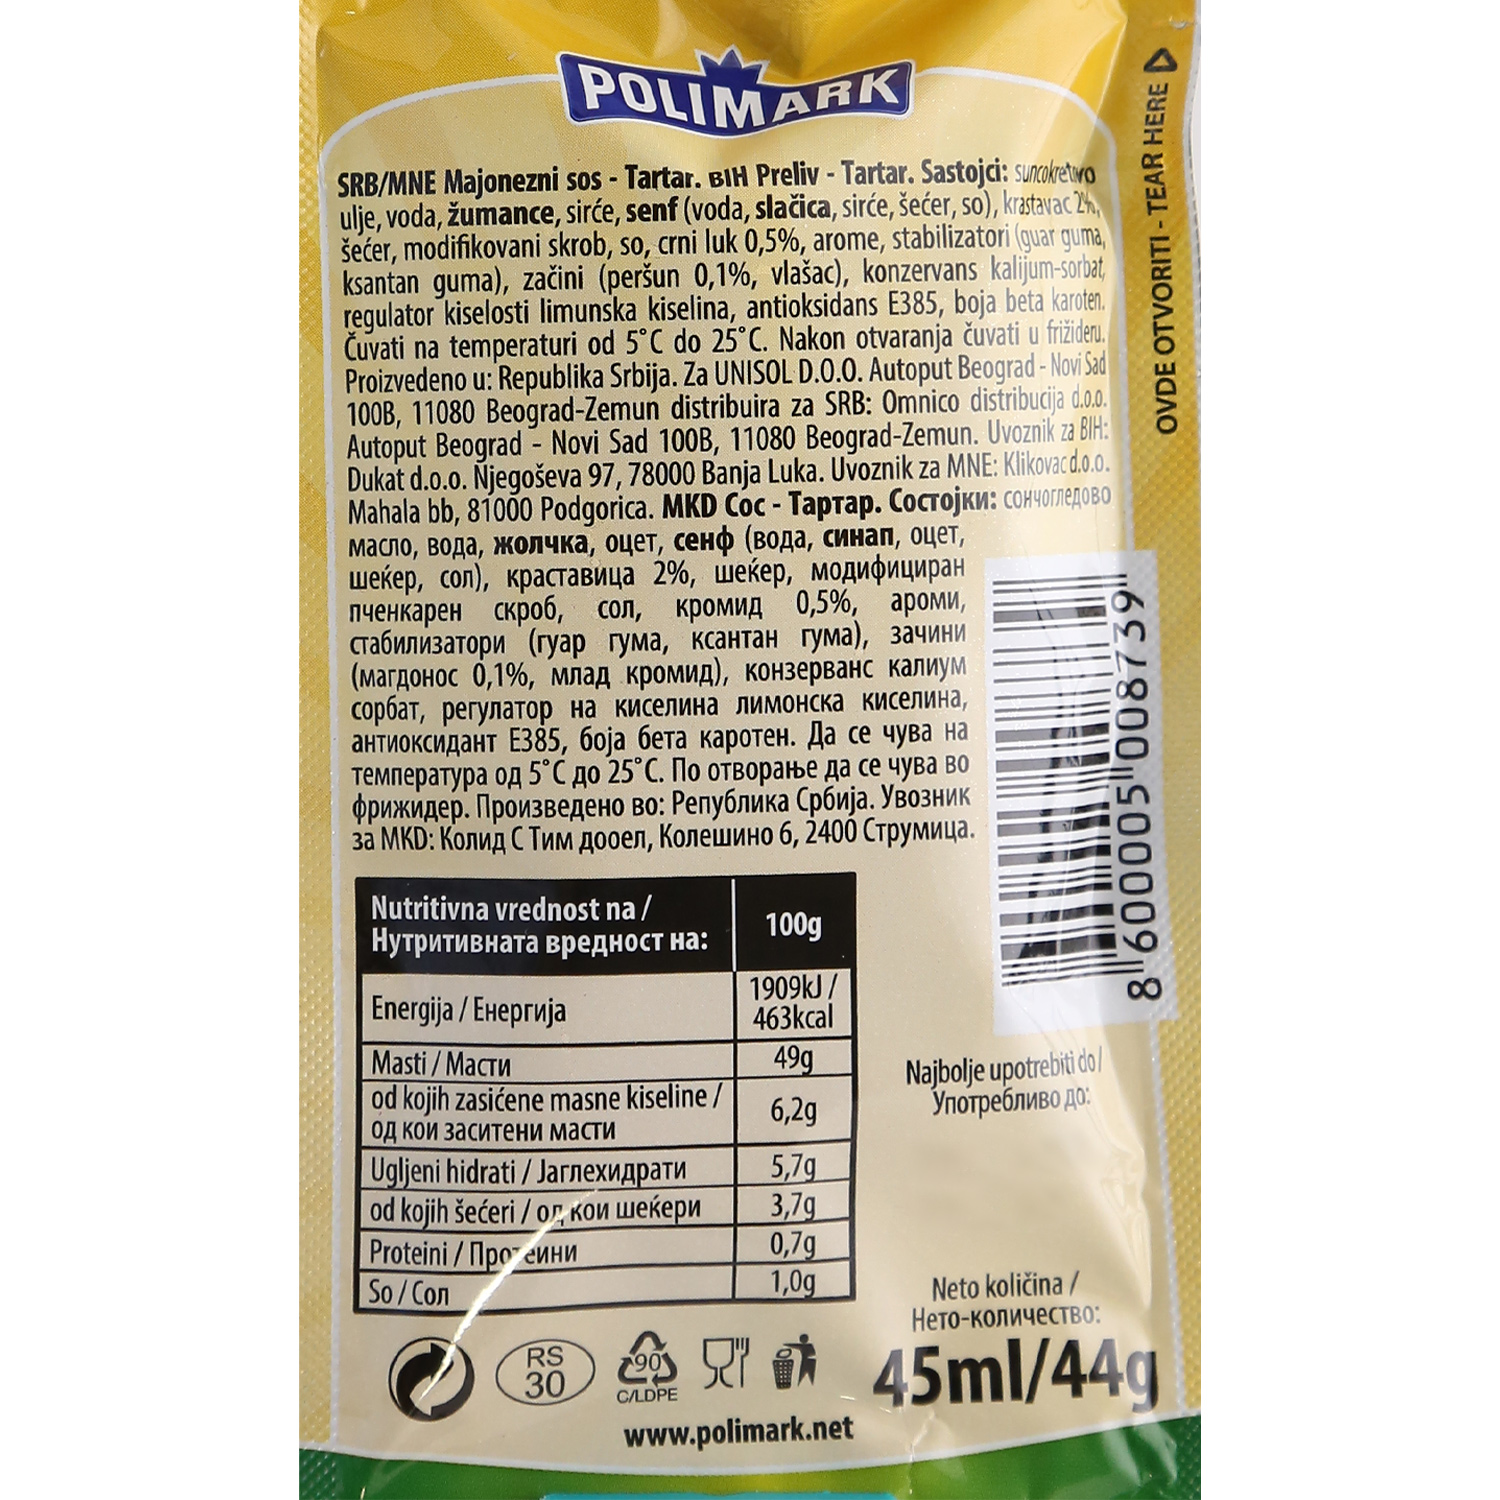 POLIMARK
SRB/MNE Majonezni sos - Tartar. BIH Preliv - Tartar. Sastojci: suncokretovo
ulje, voda, žumance, sirće, senf (voda, slačica, sirće, šećer, so), krastavac 2%,
šećer, modifikovani skrob, so, crni luk 0,5%, arome, stabilizatori (guar guma,
ksantan guma), začini (peršun 0,1%, vlašac), konzervans kalijum-sorbat,
regulator kiselosti limunska kiselina, antioksidans E385, boja beta karoten.
Čuvati na temperaturi od 5°C do 25°C. Nakon otvaranja čuvati u frižideru.
Proizvedeno u: Republika Srbija. Za UNISOL D.O.O. Autoput Beograd - Novi Sad
100B, 11080 Beograd-Zemun distribuira za SRB: Omnico distribucija d.o.o.
Autoput Beograd - Novi Sad 100B, 11080 Beograd-Zemun. Uvoznik za BIH:
Dukat d.o.o. Njegoševa 97, 78000 Banja Luka. Uvoznik za MNE: Klikovac d.o.o.
Mahala bb, 81000 Podgorica. MKD Сос - Тартар. Состојки: сончогледово
масло, вода, жолчка, оцет, сенф (вода, синап, оцет,
шеќер, сол), краставица 2%, шеќер, модифициран
пченкарен скроб, сол, кромид 0,5%, ароми,
стабилизатори (гуар гума, ксантан гума), зачини
(магдонос 0,1%, млад кромид), конзерванс калиум
сорбат, регулатор на киселина лимонска киселина,
антиоксидант Е385, боја бета каротен. Да се чува на
температура од 5°С до 25°С. По отворање да се чува во
фрижидер. Произведено во: Република Србија. Увозник
за MKD: Колид С Тим дооел, Колешино 6, 2400 Струмица.
OVDE OTVORITI - TEAR HERE
8 600005 008739
Nutritivna vrednost na /
Нутритивната вредност на:
100g
Energija / Енергија
1909kJ /
463kcal
Masti / Масти
49g
od kojih zasićene masne kiseline /
од кои заситени масти
6,2g
Ugljeni hidrati / Јаглехидрати
5,7g
od kojih šećeri / од кои шеќери
3,7g
Proteini / Протеини
0,7g
So / Сол
1,0g
Najbolje upotrebiti do /
Употребливо до:
Neto količina /
Нето-количество:
45ml/44g
RS
30
90
C/LDPE
www.polimark.net